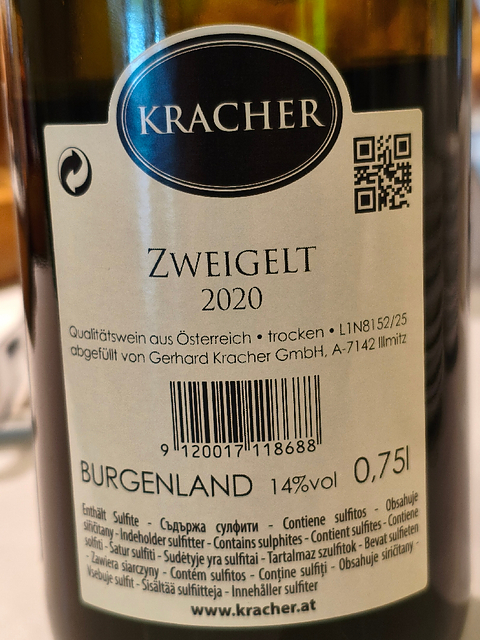 KRACHER
ZWEIGELT
2020
Qualitätswein aus Österreich • trocken • L1N8152/25
abgefüllt von Gerhard Kracher GmbH, A-7142 Illmitz
9 120017 118688
BURGENLAND 14%vol 0,75l
Enthält Sulfite - Съдържа сулфити - Contiene sulfitos - Obsahuje
siřičitany - Indeholder sulfitter - Contains sulphites - Contient sulfites - Contiene
solfiti - Satur sulfīti - Sudėtyje yra sulfitai - Tartalmaz szulfitok - Bevat sulfieten
- Zawiera siarczyny - Contém sulfitos - Conține sulfiți - Obsahuje siričitany -
Vsebuje sulfit - Sisältää sulfiitteja - Innehåller sulfiter
www.kracher.at